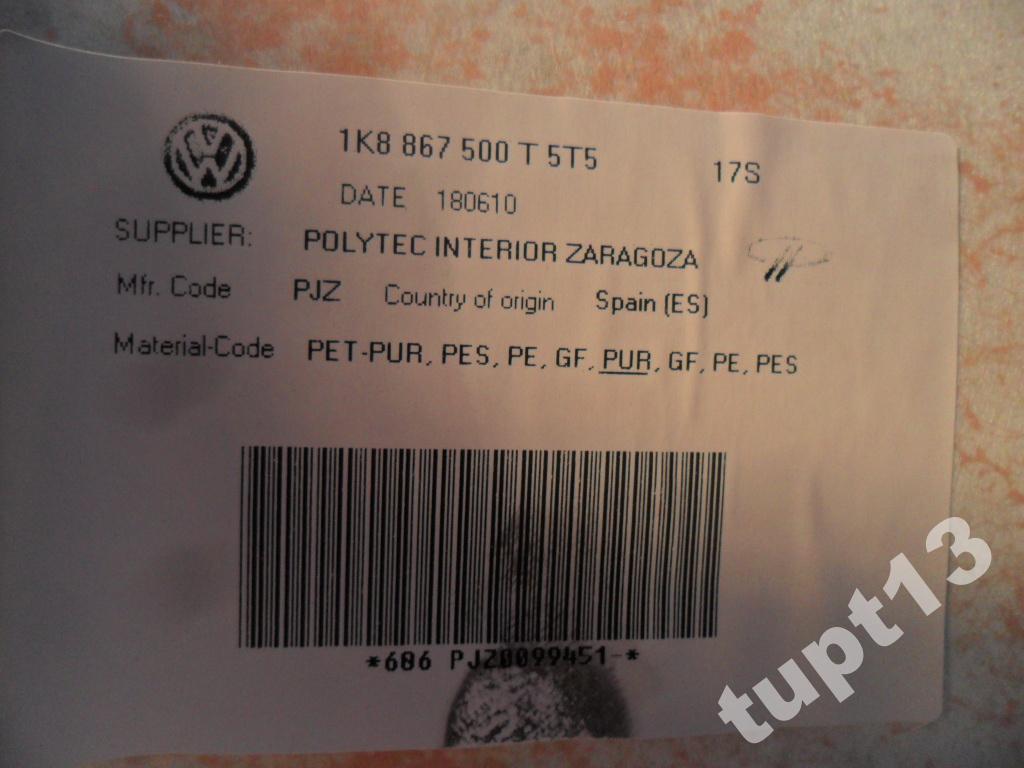 1K8 867 500 T 5T5 17S
DATE 180610
SUPPLIER: POLYTEC INTERIOR ZARAGOZA
Mfr. Code PJZ Country of origin Spain (ES)
Material-Code PET-PUR, PES, PE, GF, PUR, GF, PE, PES
*686 PJZ0099451-*
tupt13